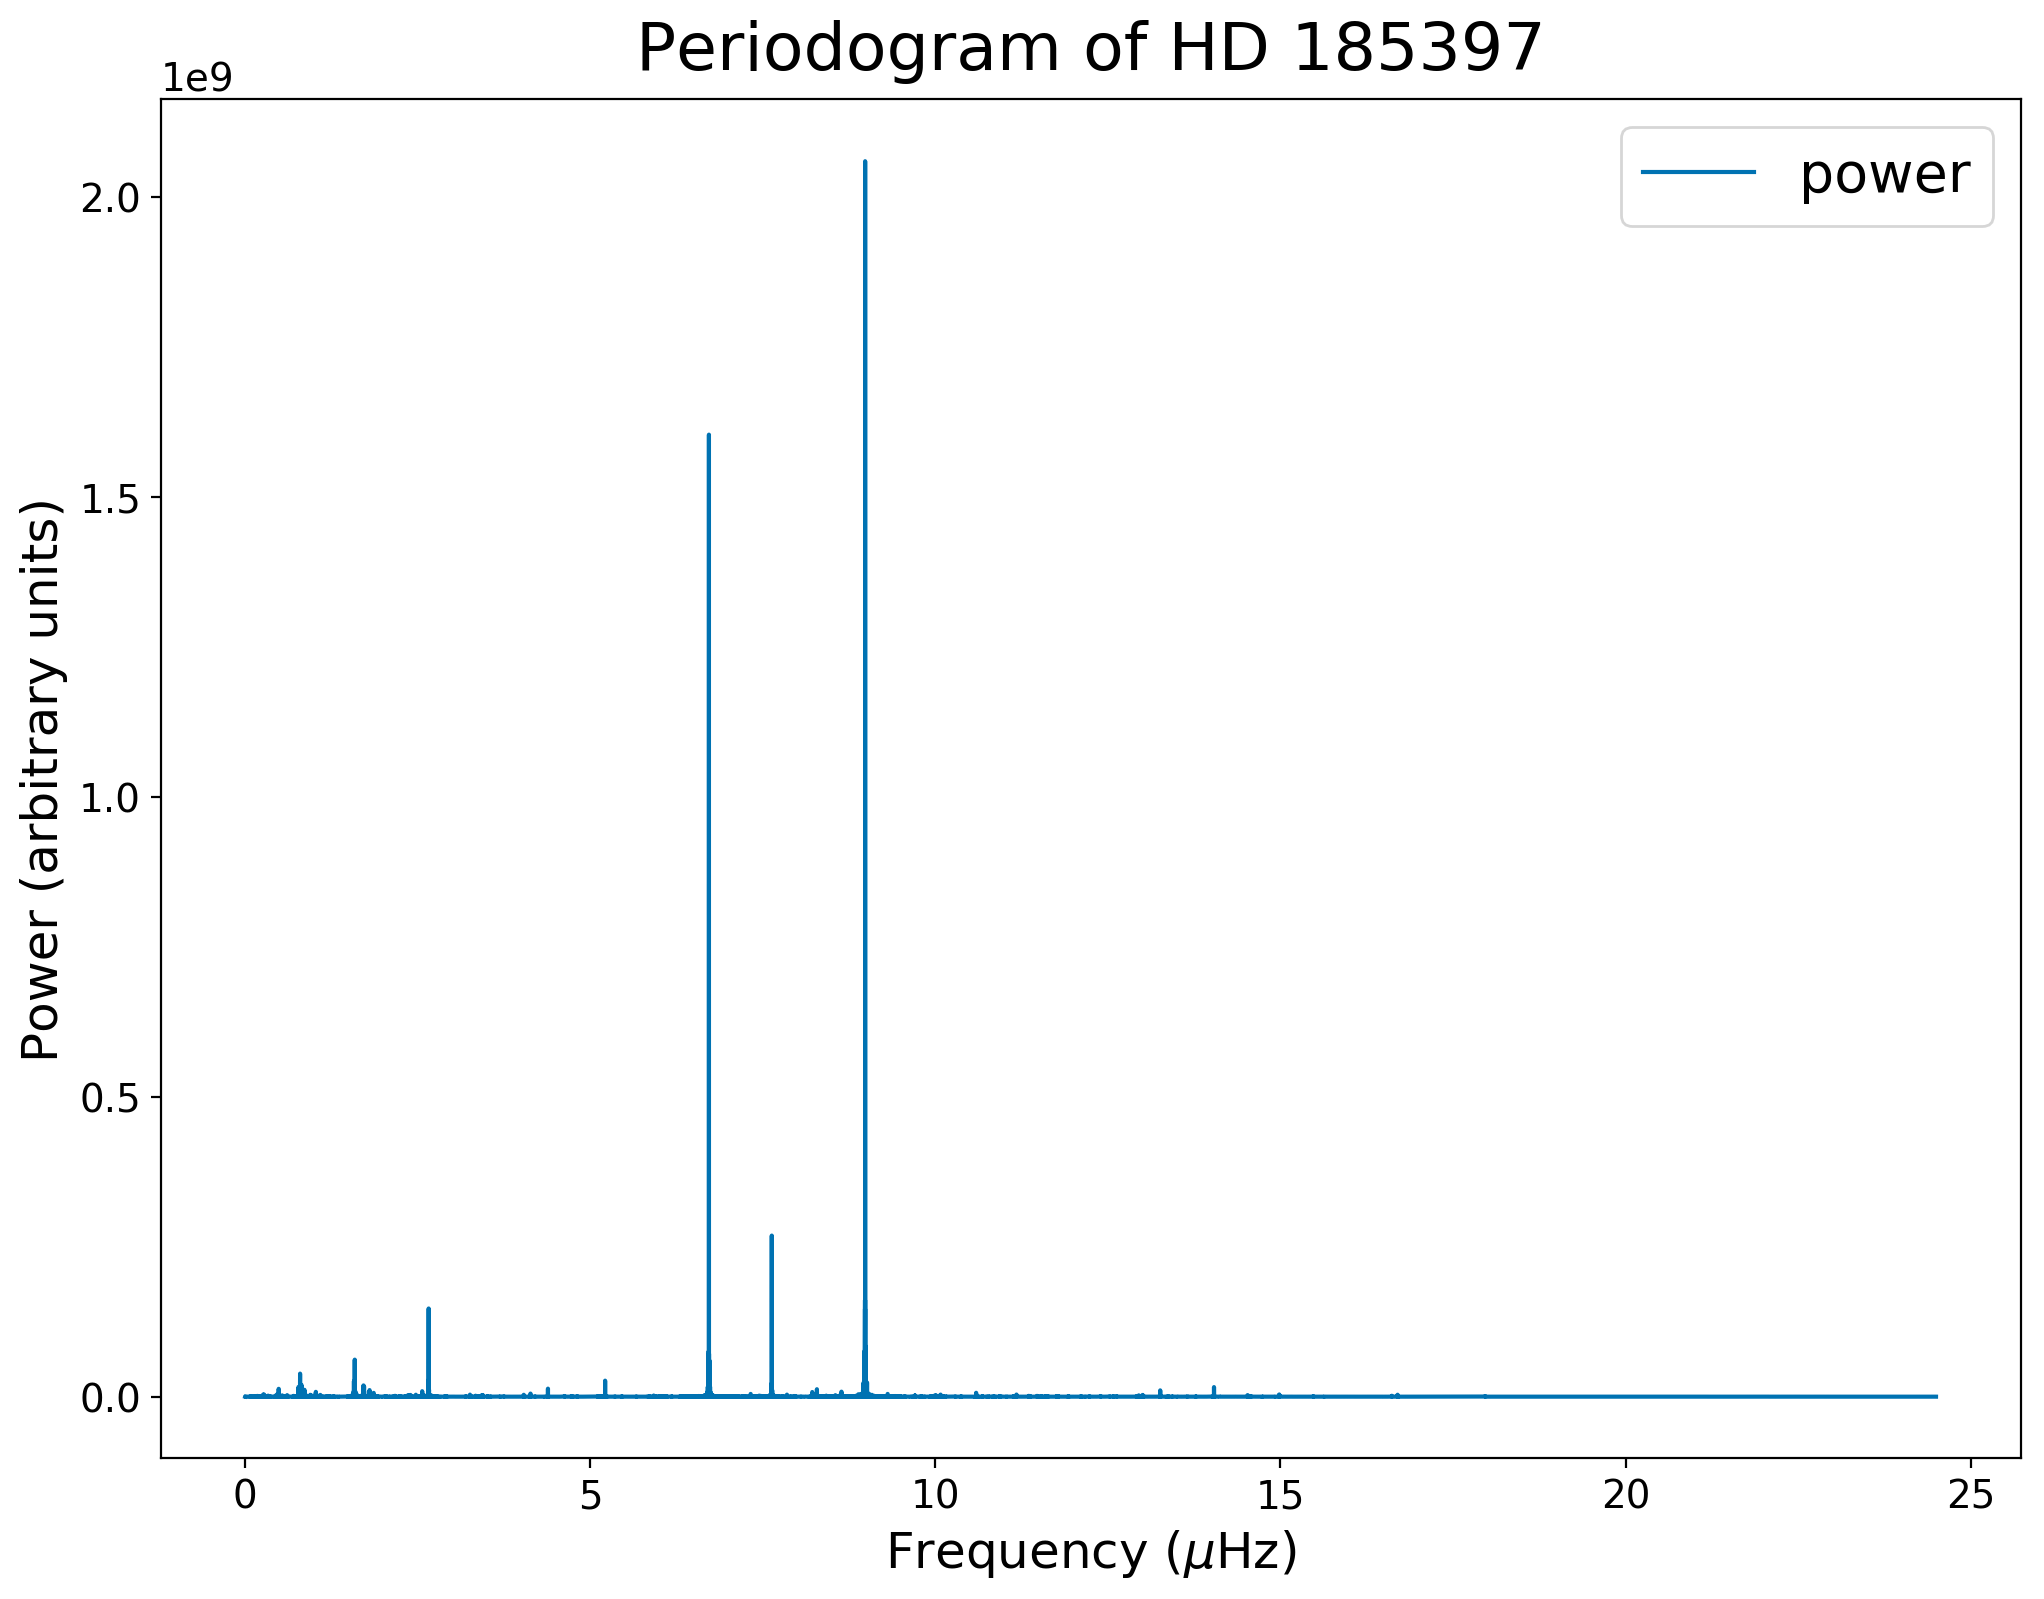 Periodogram of HD 185397
1e9
power
2.0
1.5
1.0
0.5
0.0
Power (arbitrary units)
0 5 10 15 20 25
Frequency (μHz)